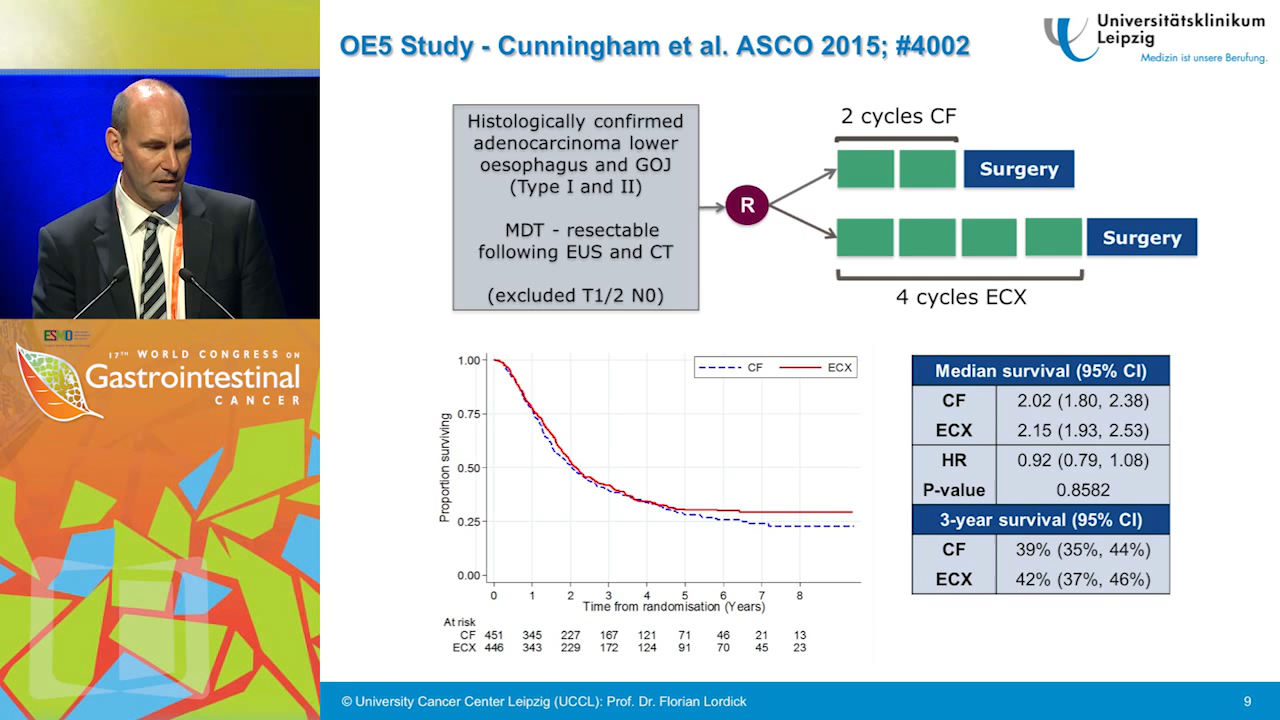 OE5 Study - Cunningham et al. ASCO 2015; #4002
Universitätsklinikum
Leipzig
Medizin ist unsere Berufung.
Histologically confirmed
adenocarcinoma lower
oesophagus and GOJ
(Type I and II)
MDT - resectable
following EUS and CT
(excluded T1/2 N0)
R
2 cycles CF
Surgery
Surgery
4 cycles ECX
ESMO
17TH WORLD CONGRESS ON
Gastrointestinal
CANCER
CF ECX
Proportion surviving
1.00
0.75
0.50
0.25
0.00
0 1 2 3 4 5 6 7 8
Time from randomisation (Years)
At risk
CF 451 345 227 167 121 71 46 21 13
ECX 446 343 229 172 124 91 70 45 23
Median survival (95% CI)
CF 2.02 (1.80, 2.38)
ECX 2.15 (1.93, 2.53)
HR 0.92 (0.79, 1.08)
P-value 0.8582
3-year survival (95% CI)
CF 39% (35%, 44%)
ECX 42% (37%, 46%)
© University Cancer Center Leipzig (UCCL): Prof. Dr. Florian Lordick
9